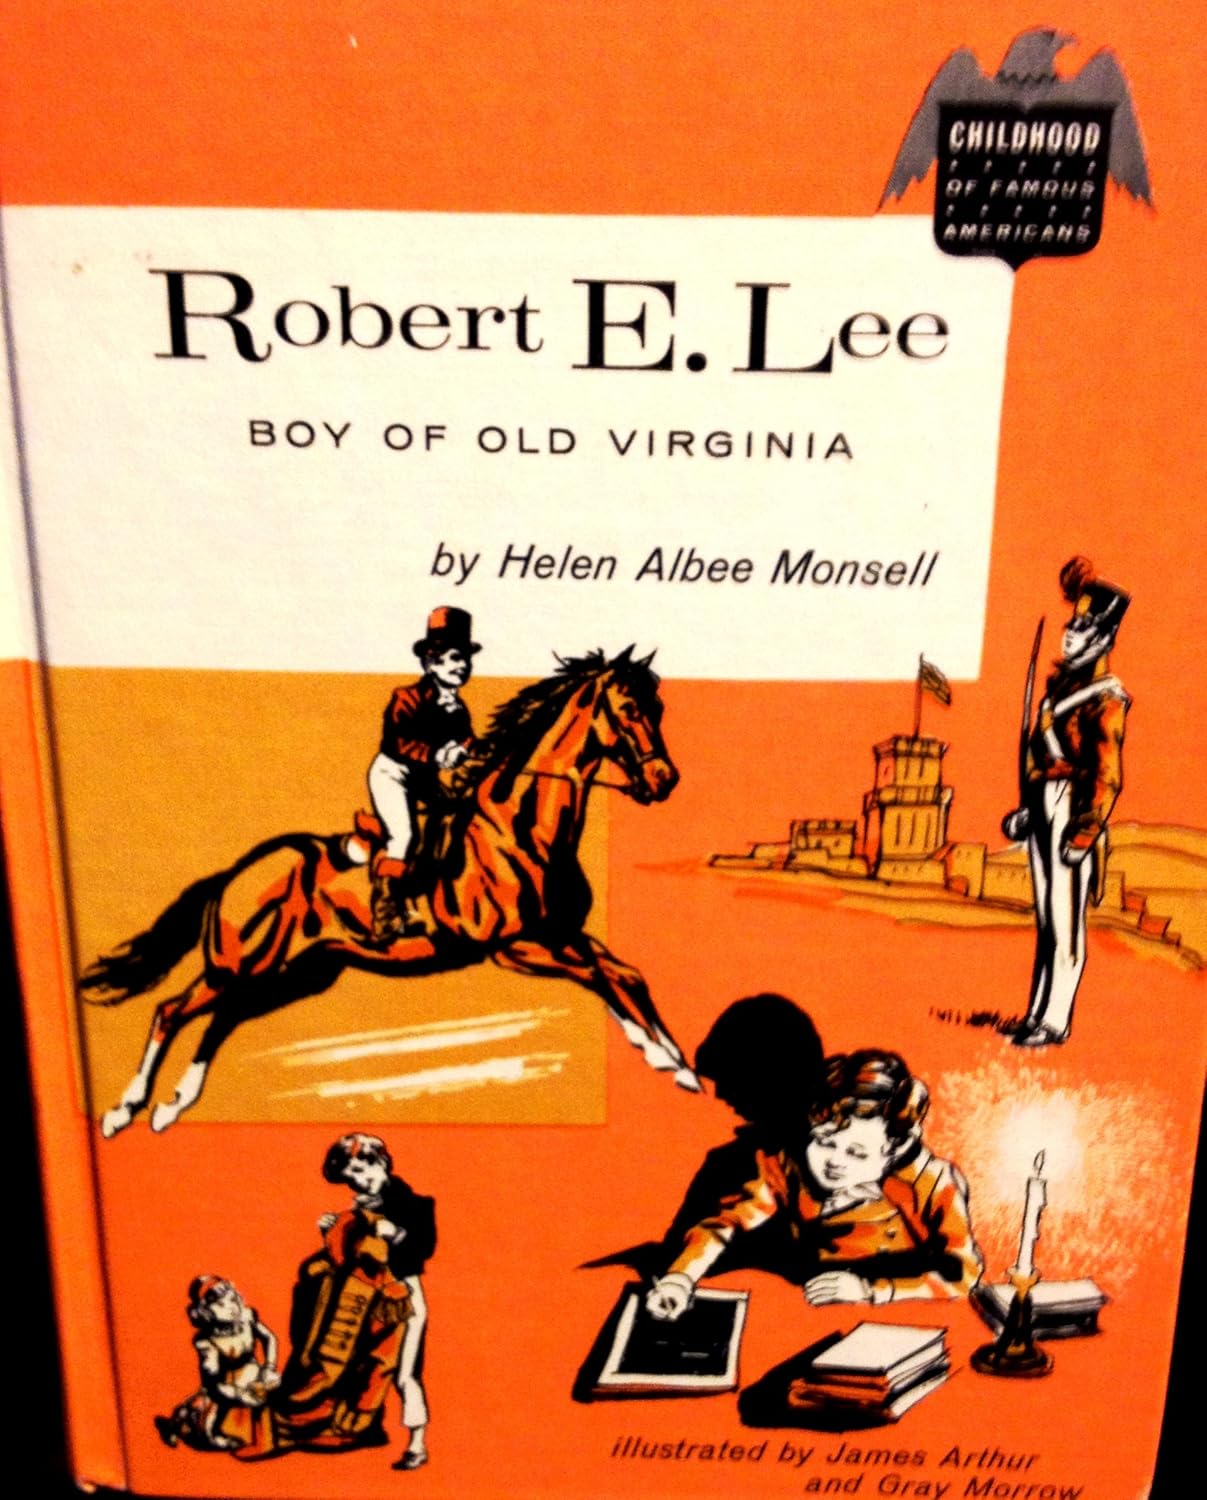 CHILDHOOD
OF FAMOUS
AMERICANS
Robert E. Lee
BOY OF OLD VIRGINIA
by Helen Albee Monsell
illustrated by James Arthur
and Gray Morrow